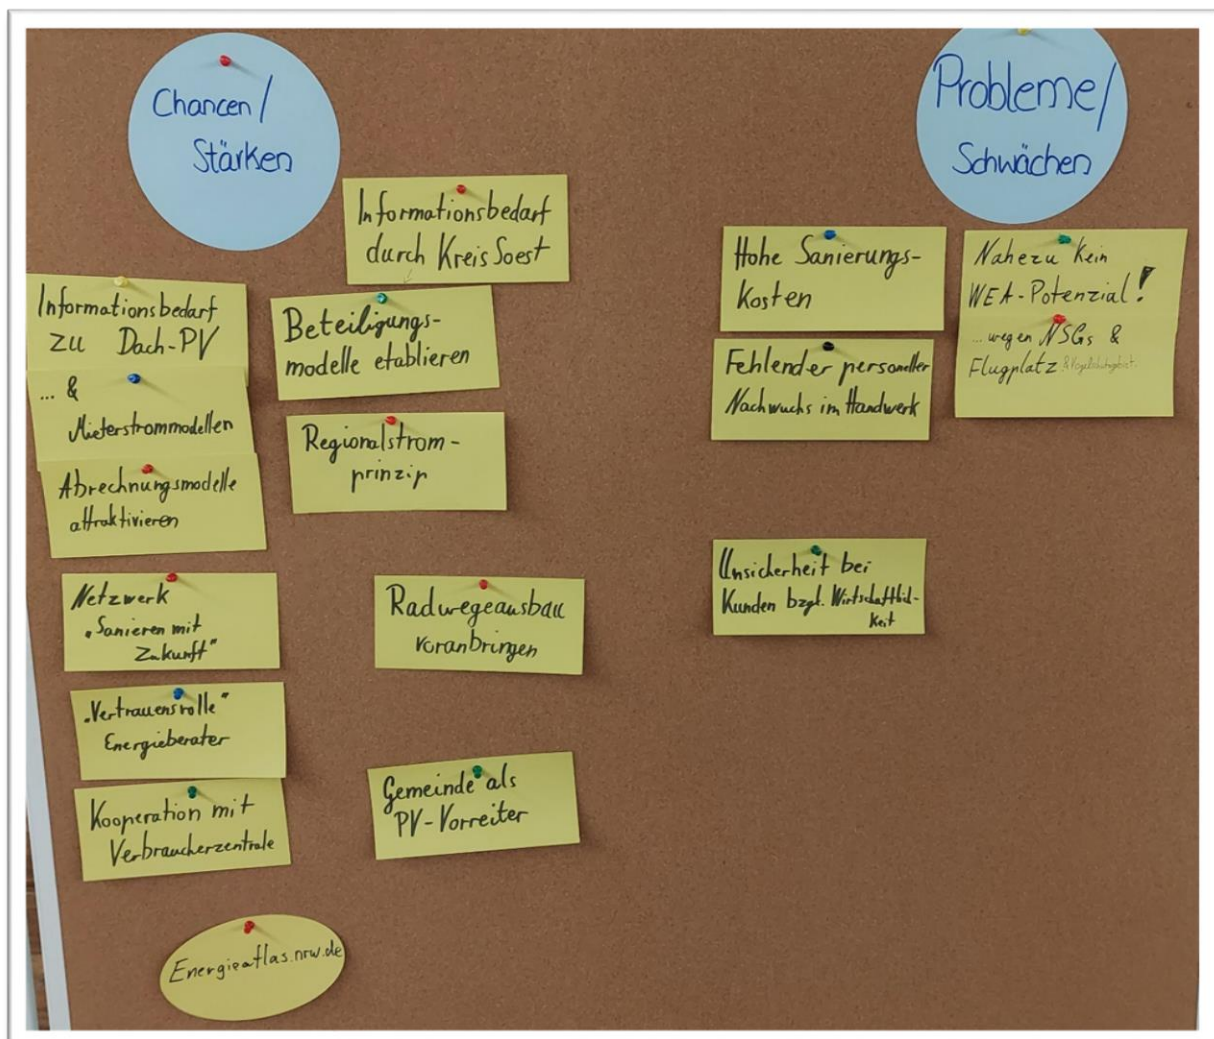 Chancen/
Stärken
Informationsbedarf
durch Kreis Soest
Informationsbedarf
zu Dach-PV
... &
Mieterstrommodellen
Abrechnungsmodelle
attraktivieren
Beteiligungs-
modelle etablieren
Regionalstrom-
prinzip
Netzwerk
„Sanieren mit
Zukunft"
„Vertrauensrolle"
Energieberater
Kooperation mit
Verbraucherzentrale
Radwegeausbau
voranbringen
Gemeinde als
PV-Vorreiter
Energieatlas.nrw.de
Probleme/
Schwächen
Hohe Sanierungs-
kosten
Fehlender personeller
Nachwuchs im Handwerk
Nahezu kein
WEA-Potenzial!
... wegen NSGs &
Flugplatz & Vogelschutzgebiet.
Unsicherheit bei
Kunden bzgl. Wirtschaftlich-
keit